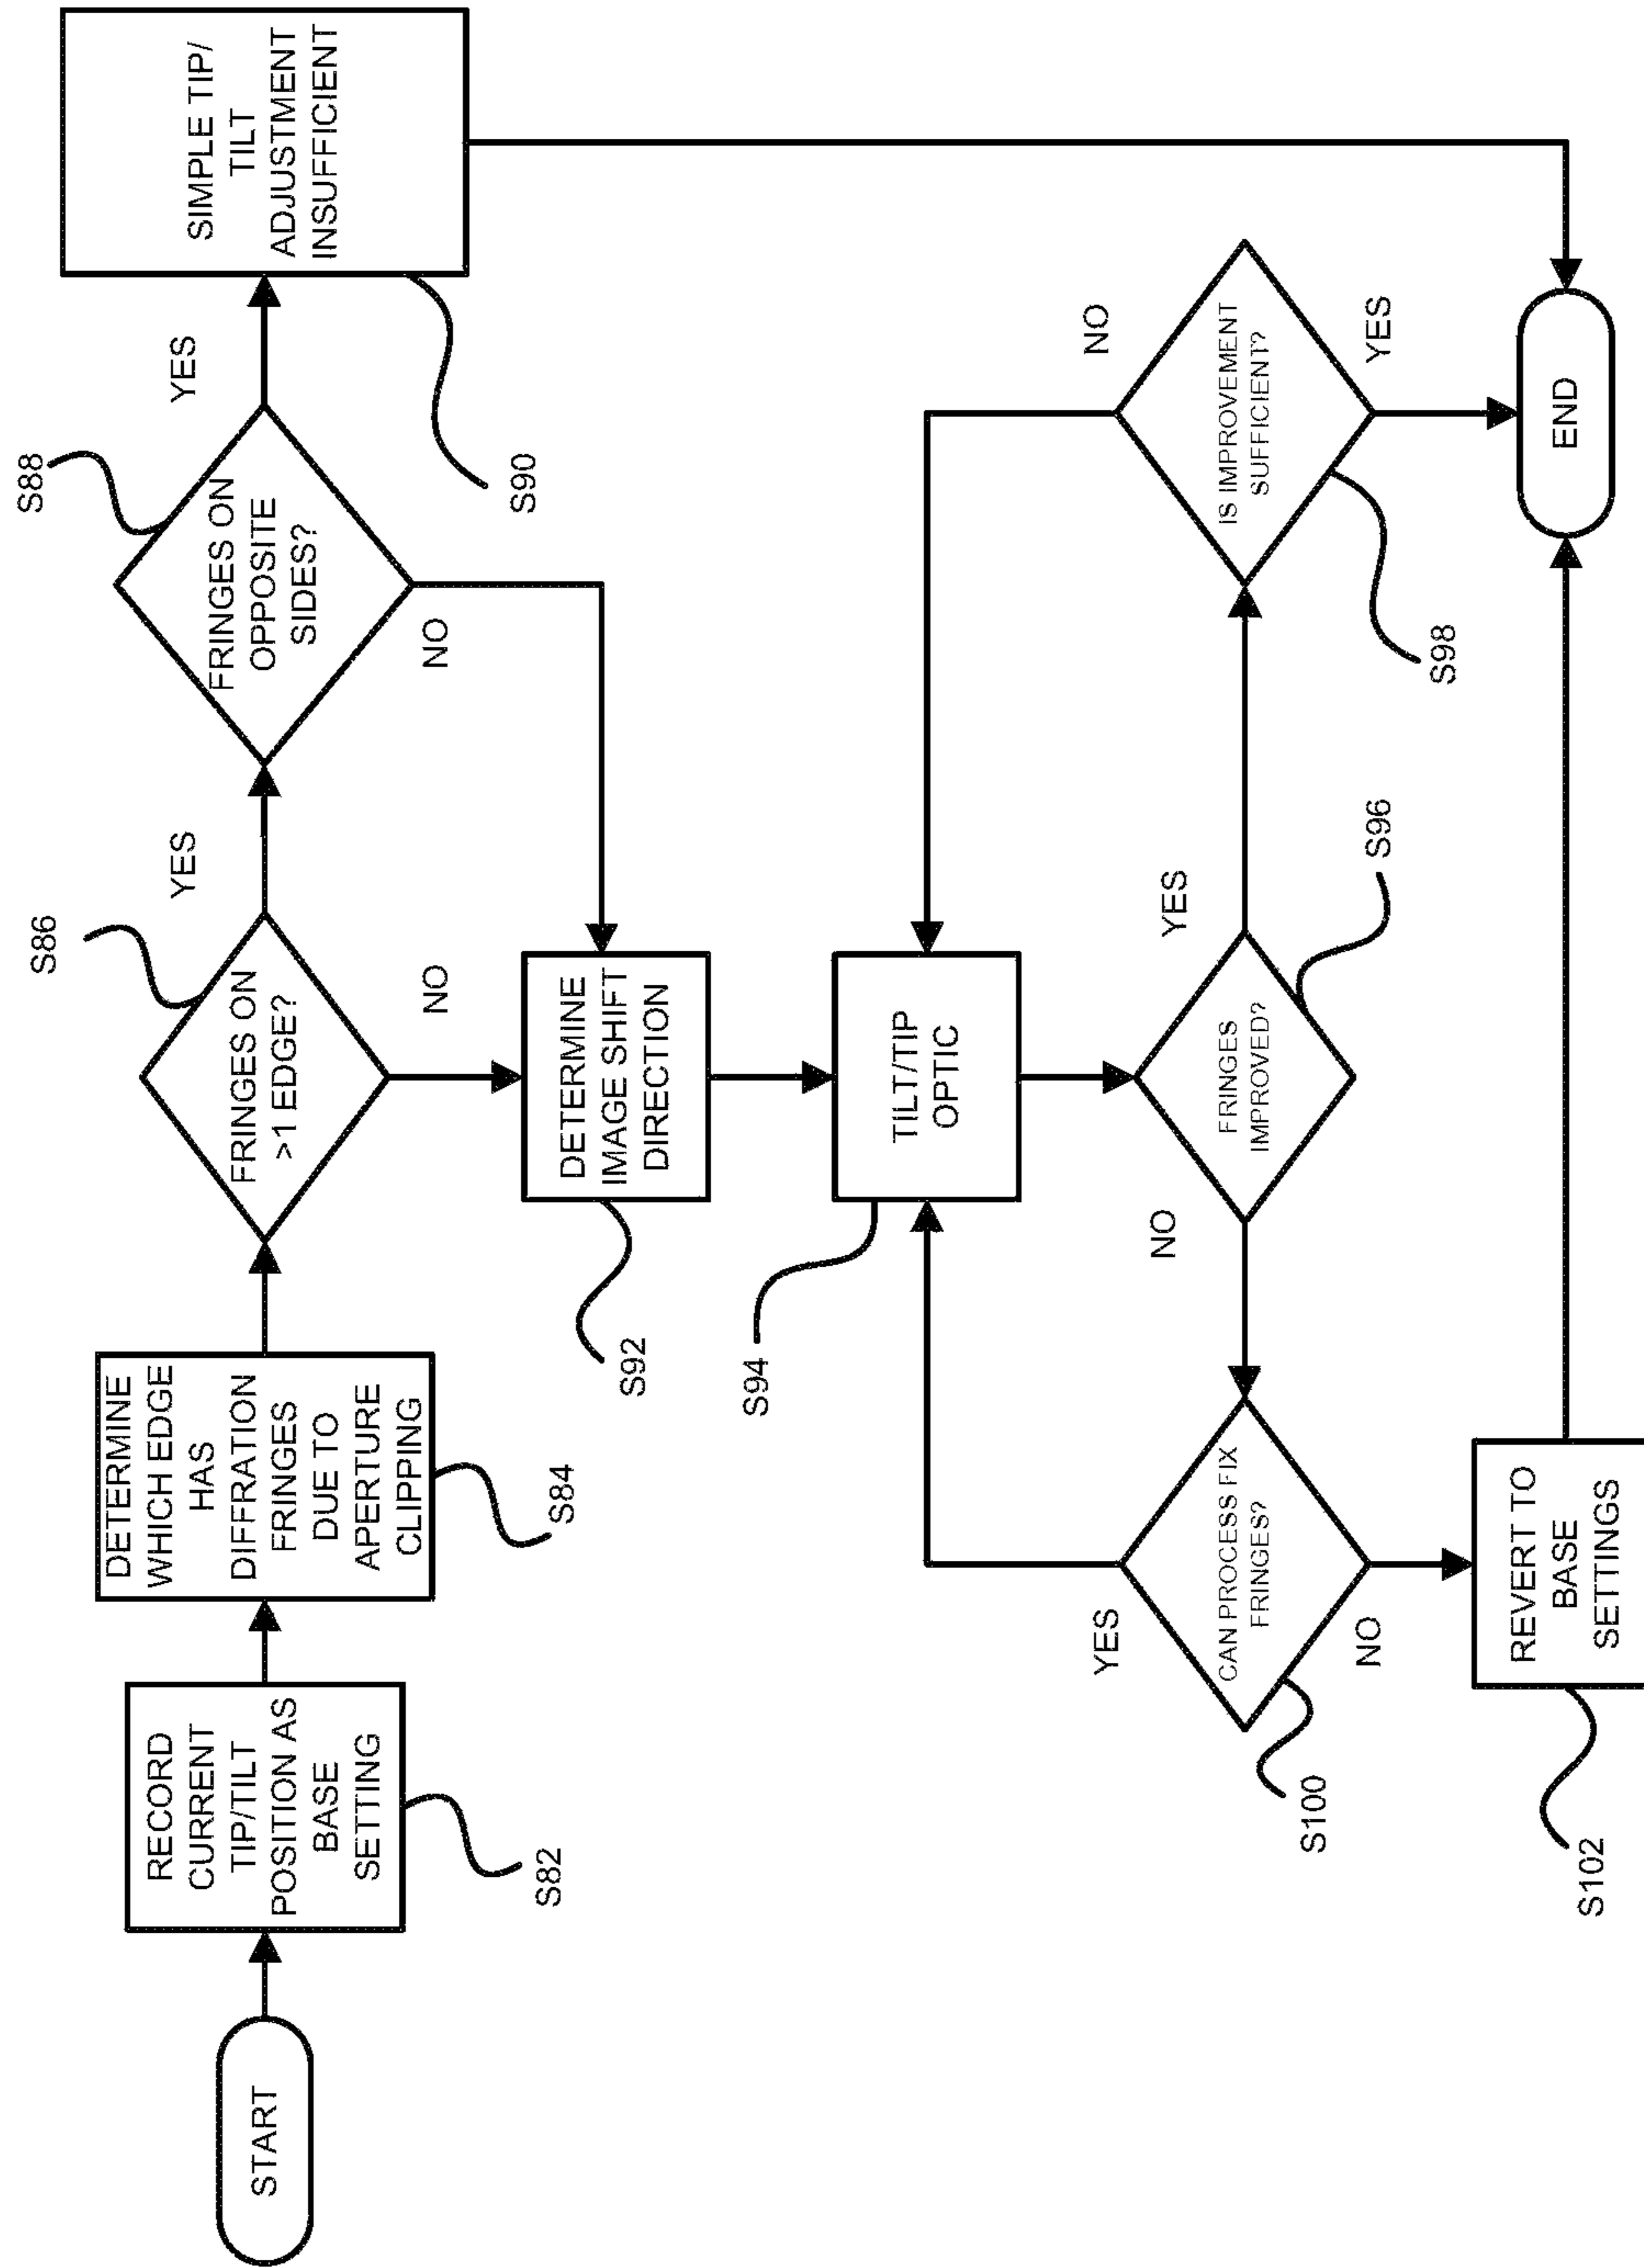 START
RECORD
CURRENT
TIP/TILT
POSITION AS
BASE
SETTING
S82
DETERMINE
WHICH EDGE
HAS
DIFFRATION
FRINGES
DUE TO
APERTURE
CLIPPING
S84
FRINGES ON
>1 EDGE?
S86
YES
NO
FRINGES ON
OPPOSITE
SIDES?
S88
YES
NO
SIMPLE TIP/
TILT
ADJUSTMENT
INSUFFICIENT
S90
DETERMINE
IMAGE SHIFT
DIRECTION
S92
TILT/TIP
OPTIC
S94
FRINGES
IMPROVED?
S96
YES
NO
IS IMPROVEMENT
SUFFICIENT?
S98
NO
YES
CAN PROCESS FIX
FRINGES?
S100
YES
NO
REVERT TO
BASE
SETTINGS
S102
END